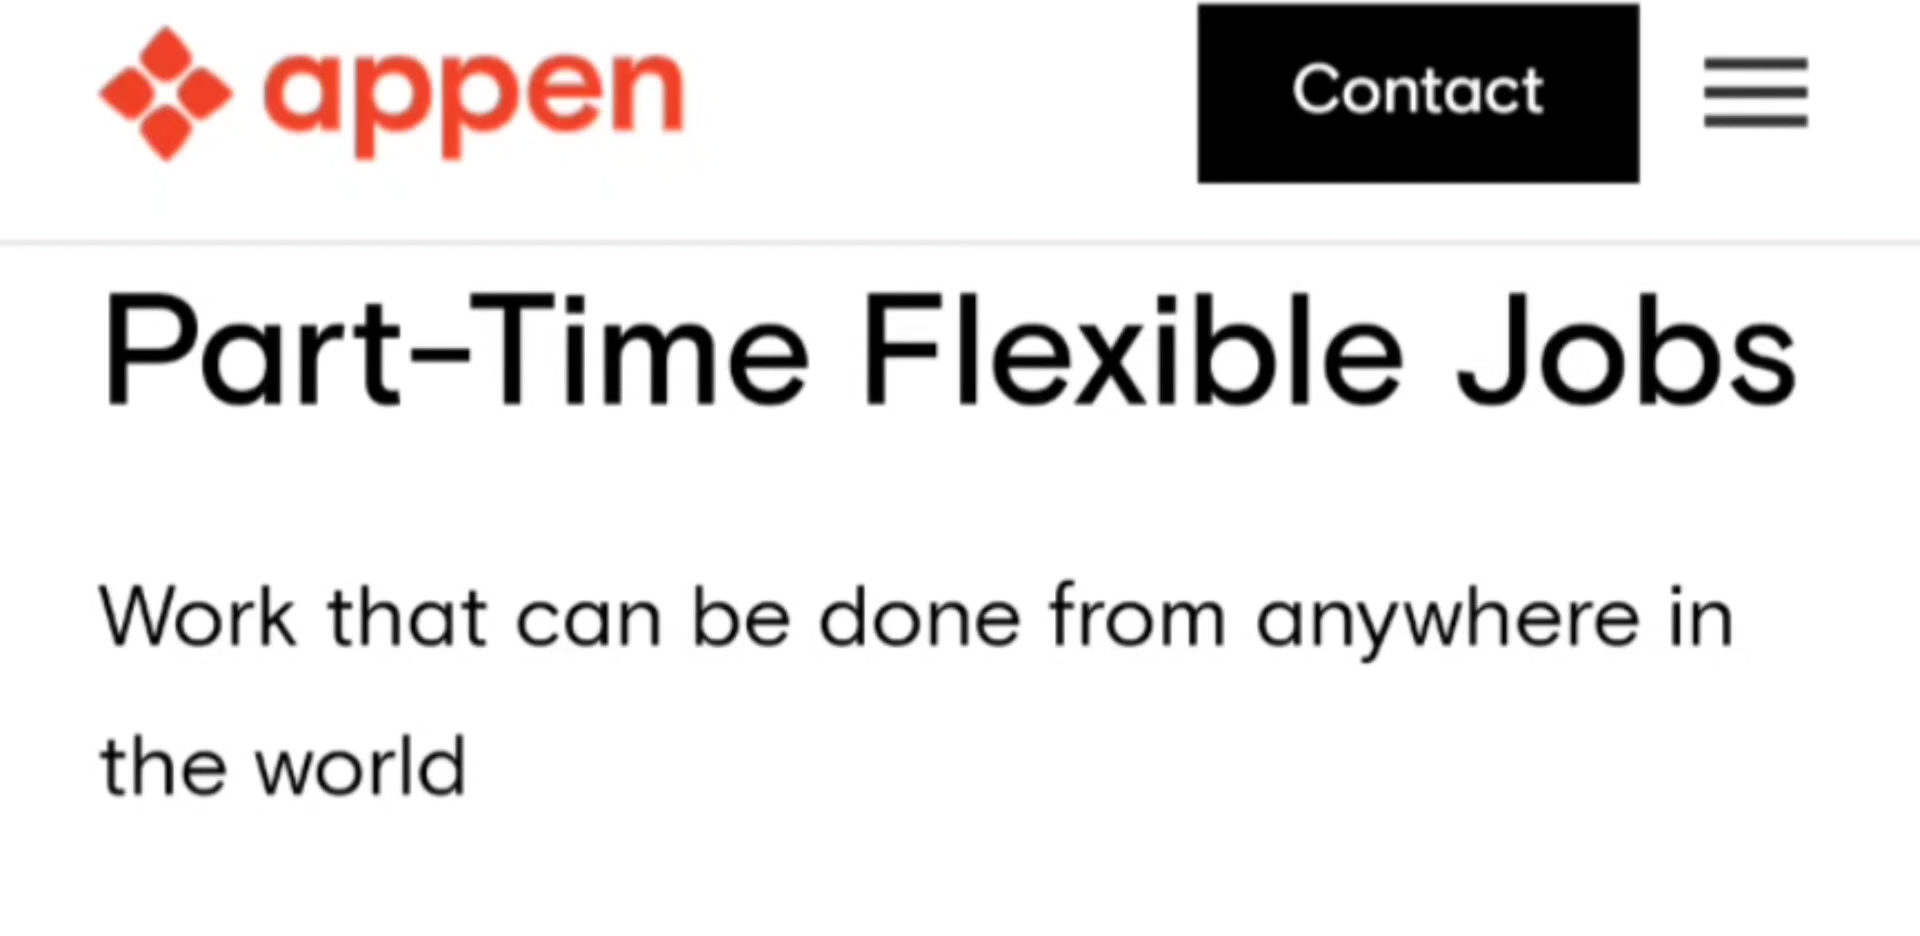 appen
Contact
Part-Time Flexible Jobs
Work that can be done from anywhere in
the world